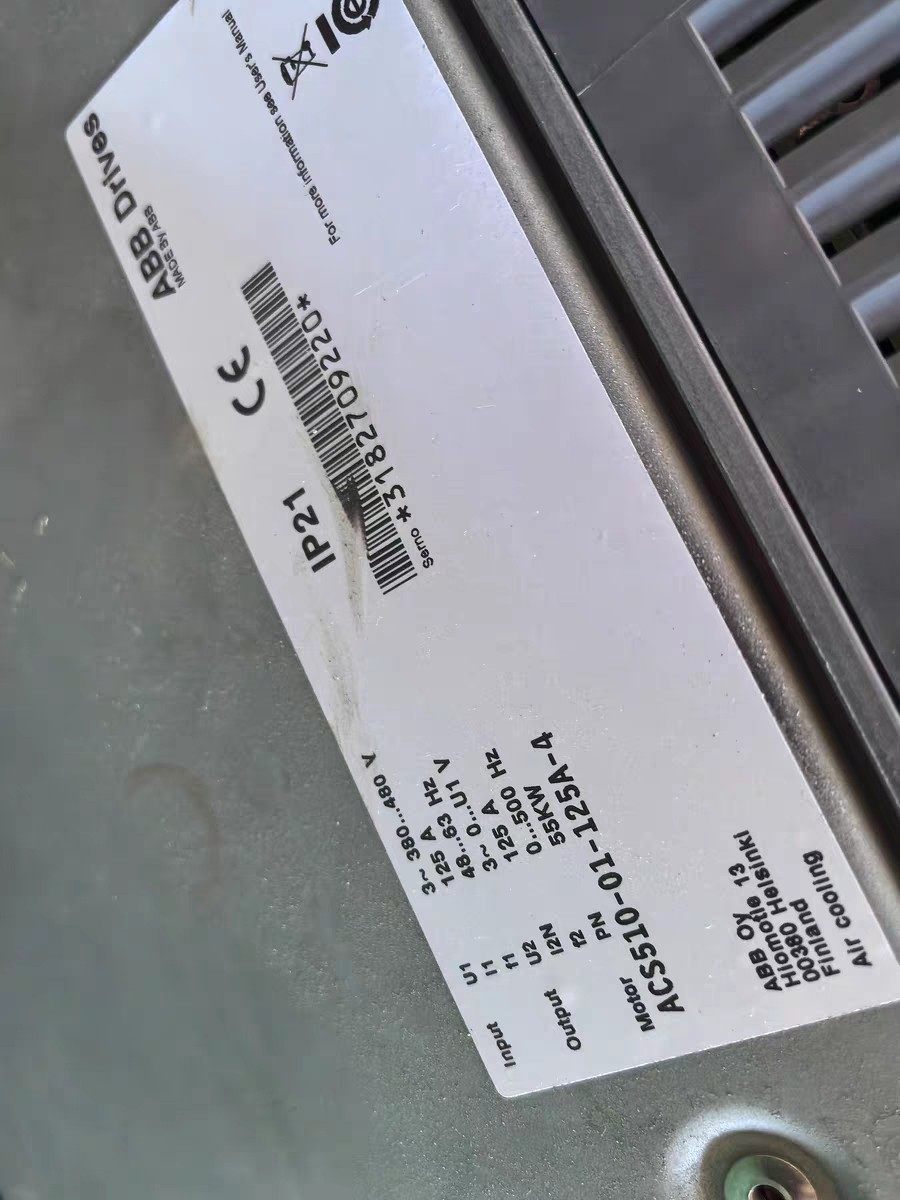 ABB Drives
MADE BY ABB
For more information see User's Manual
CE
IP21
Serno *3182709220*
Input U1 3~ 380...480 V
I1 125 A
f1 48...63 Hz
Output U2 3~ 0...U1 V
I2N 125 A
f2 0...500 Hz
Motor PN 55KW
ACS510-01-125A-4
ABB OY
Hiomotie 13
00380 Helsinki
Finland
Air cooling